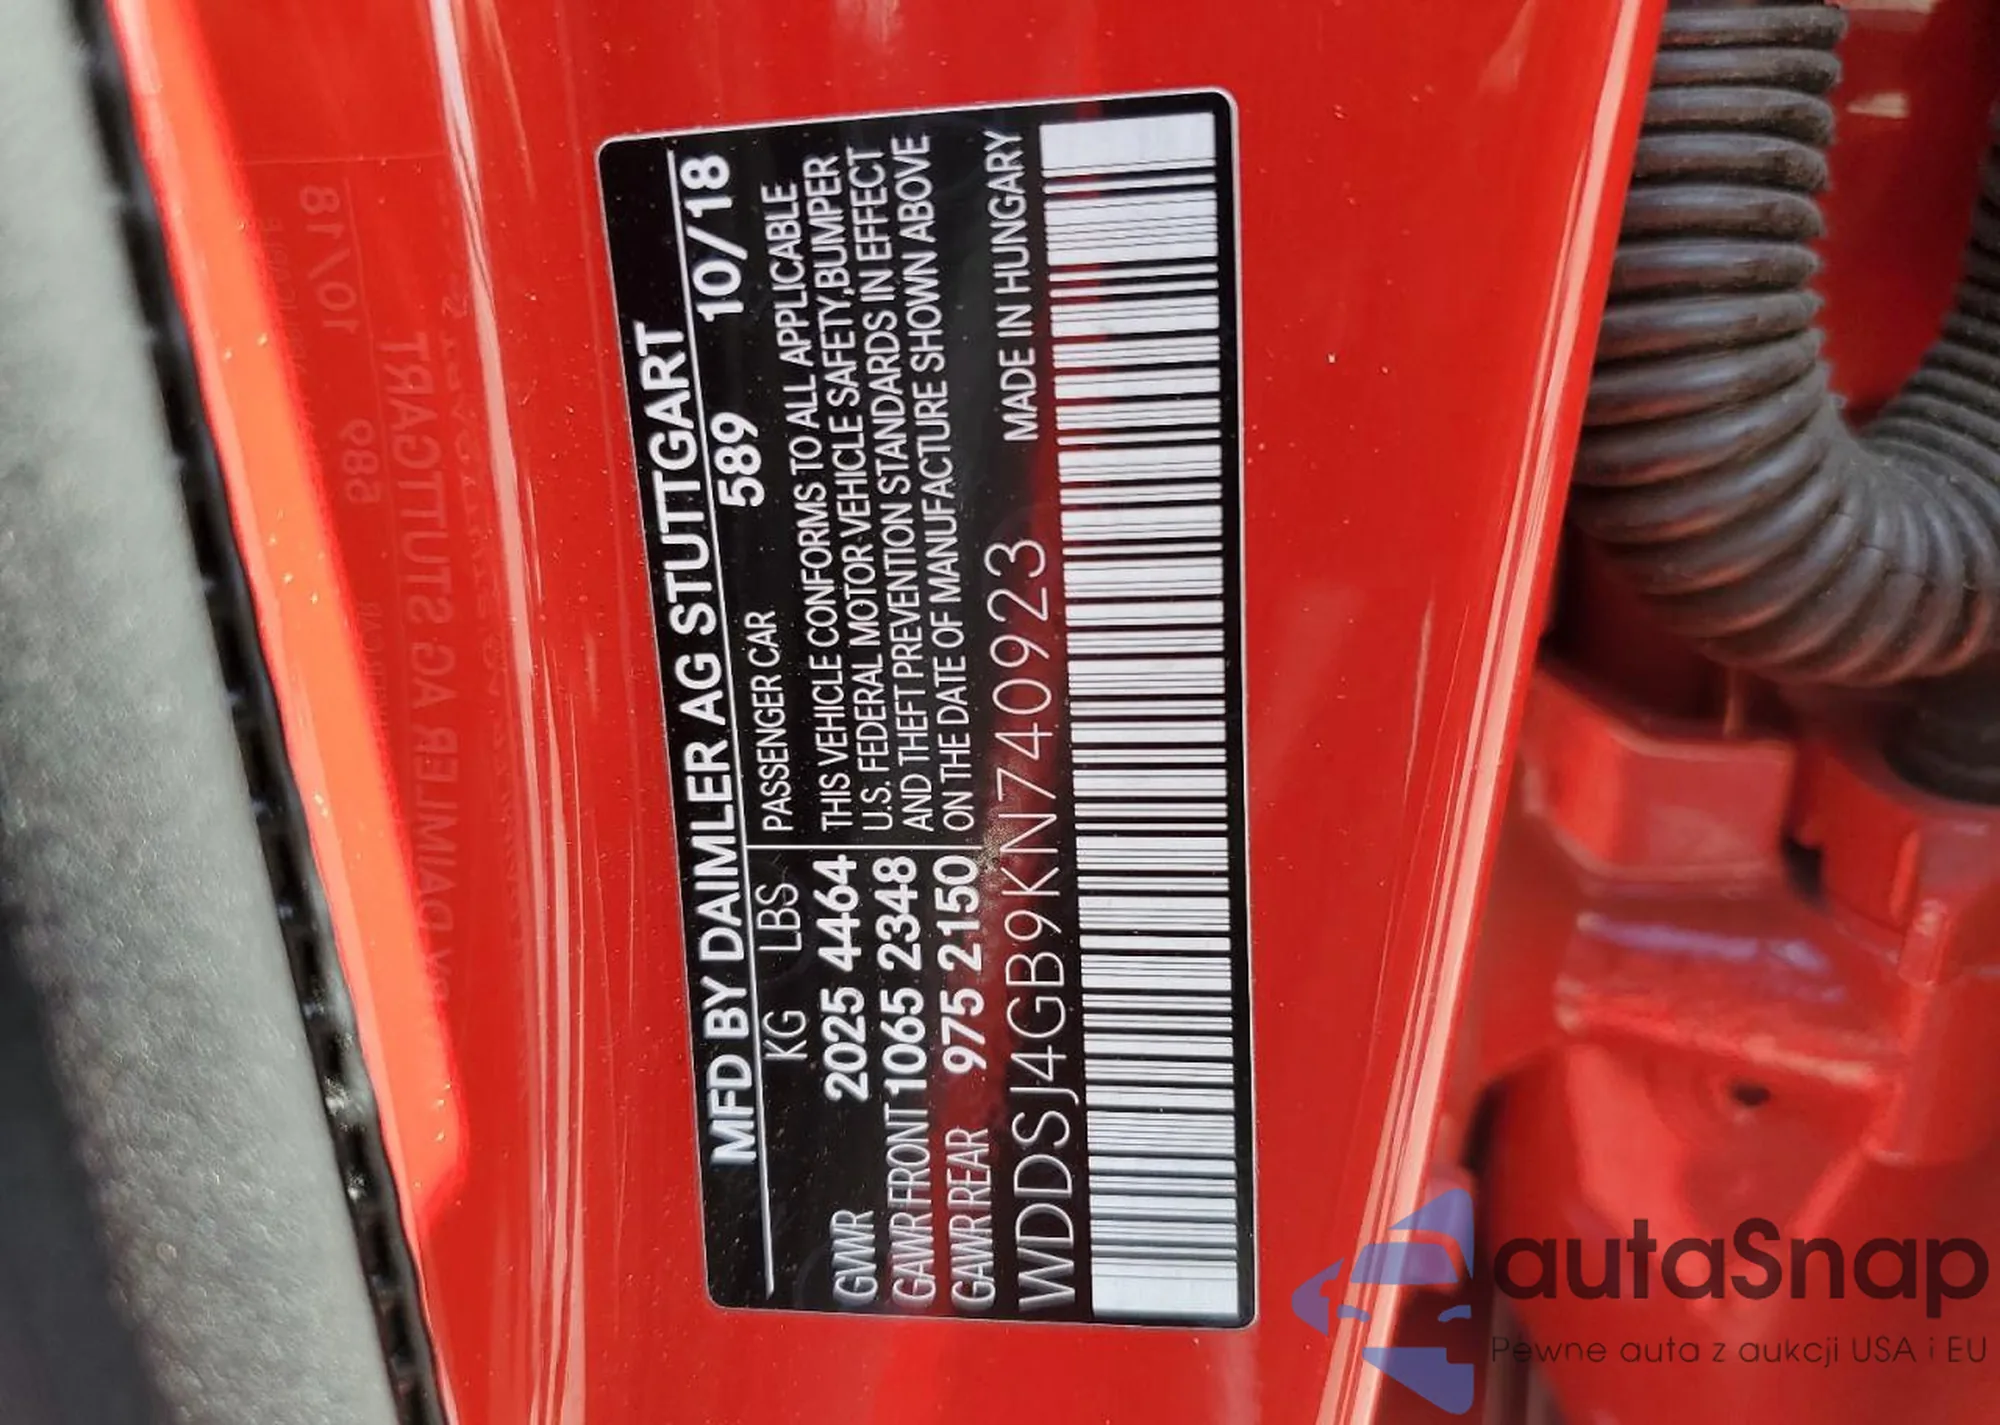 MFD BY DAIMLER AG STUTTGART
KG LBS PASSENGER CAR 589 10/18
GVWR 2025 4464 THIS VEHICLE CONFORMS TO ALL APPLICABLE
GAWR FRONT 1065 2348 U.S. FEDERAL MOTOR VEHICLE SAFETY,BUMPER
GAWR REAR 975 2150 AND THEFT PREVENTION STANDARDS IN EFFECT
ON THE DATE OF MANUFACTURE SHOWN ABOVE
WDDSJ4GB9KN740923 MADE IN HUNGARY
autaSnap
Pewne auta z aukcji USA i EU